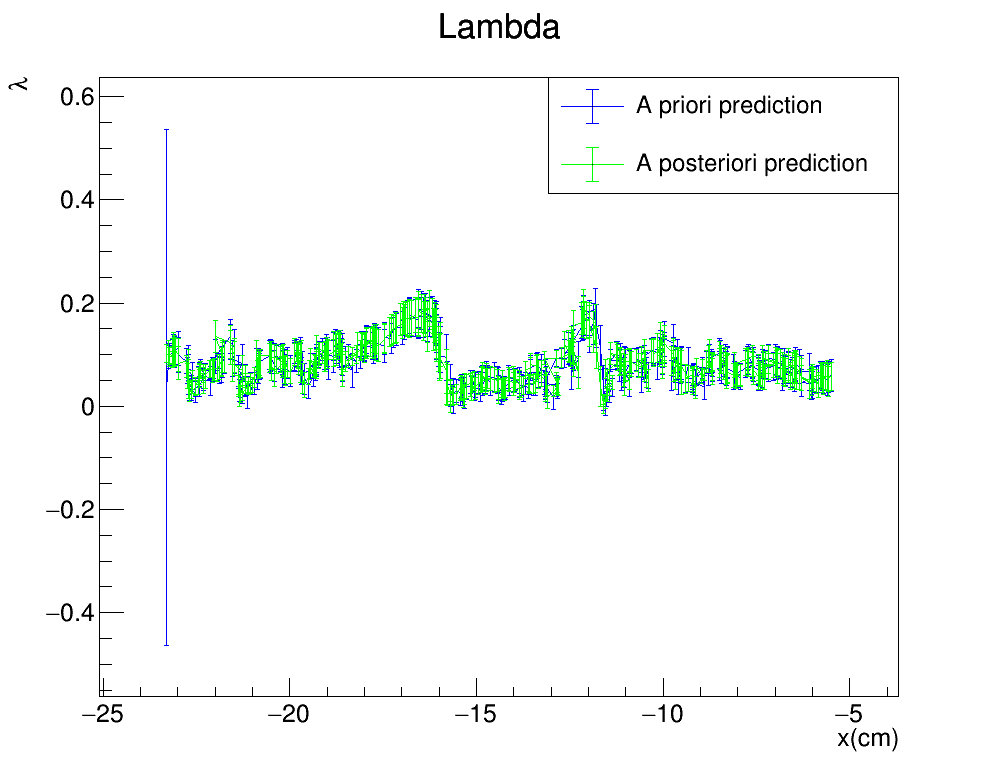 Lambda
λ
0.6
0.4
0.2
0
−0.2
−0.4
A priori prediction
A posteriori prediction
−25 −20 −15 −10 −5
x(cm)